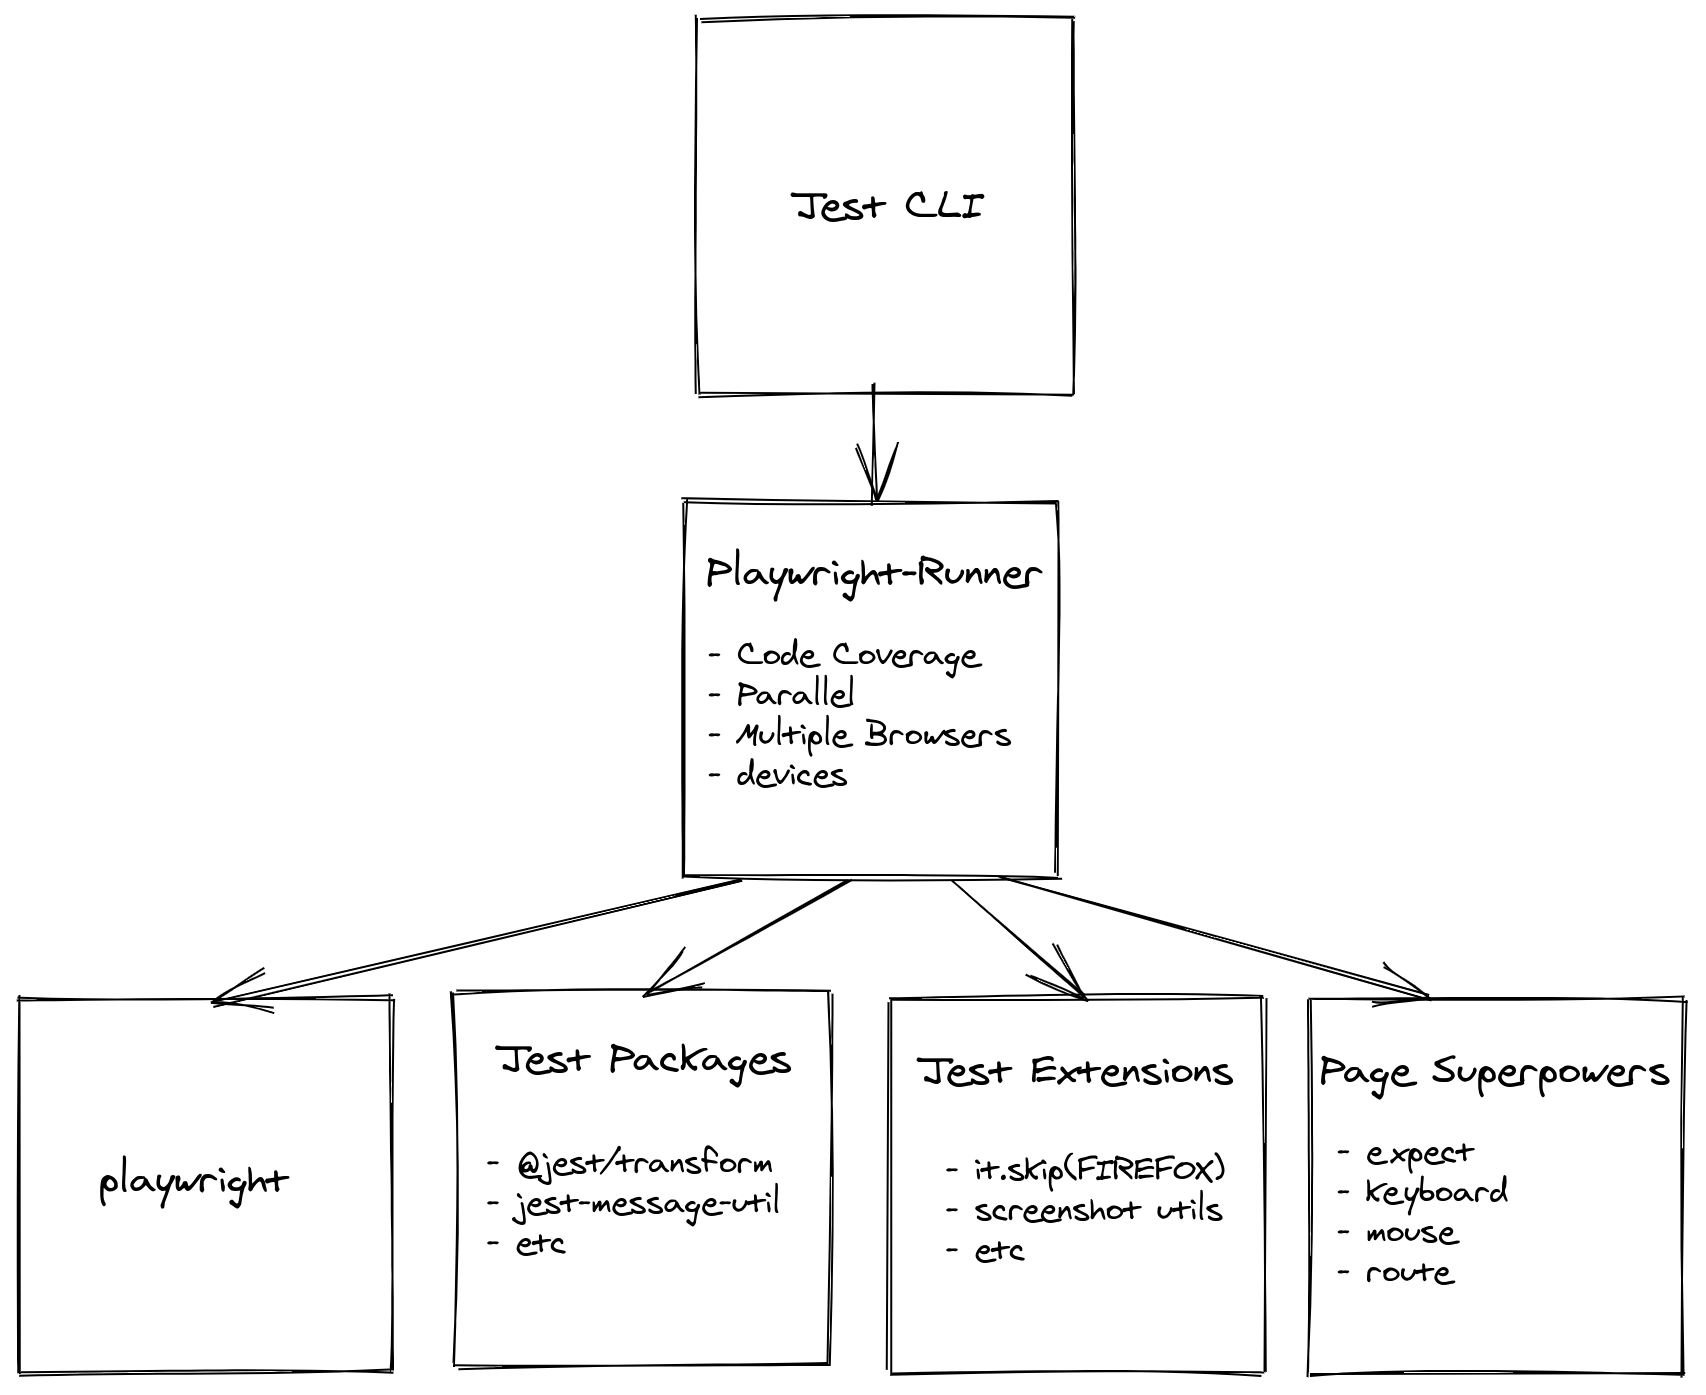 Jest CLI
Playwright-Runner
- Code Coverage
- Parallel
- Multiple Browsers
- devices
playwright
Jest Packages
- @jest/transform
- jest-message-util
- etc
Jest Extensions
- it.skip(FIREFOX)
- screenshot utils
- etc
Page Superpowers
- expect
- keyboard
- mouse
- route